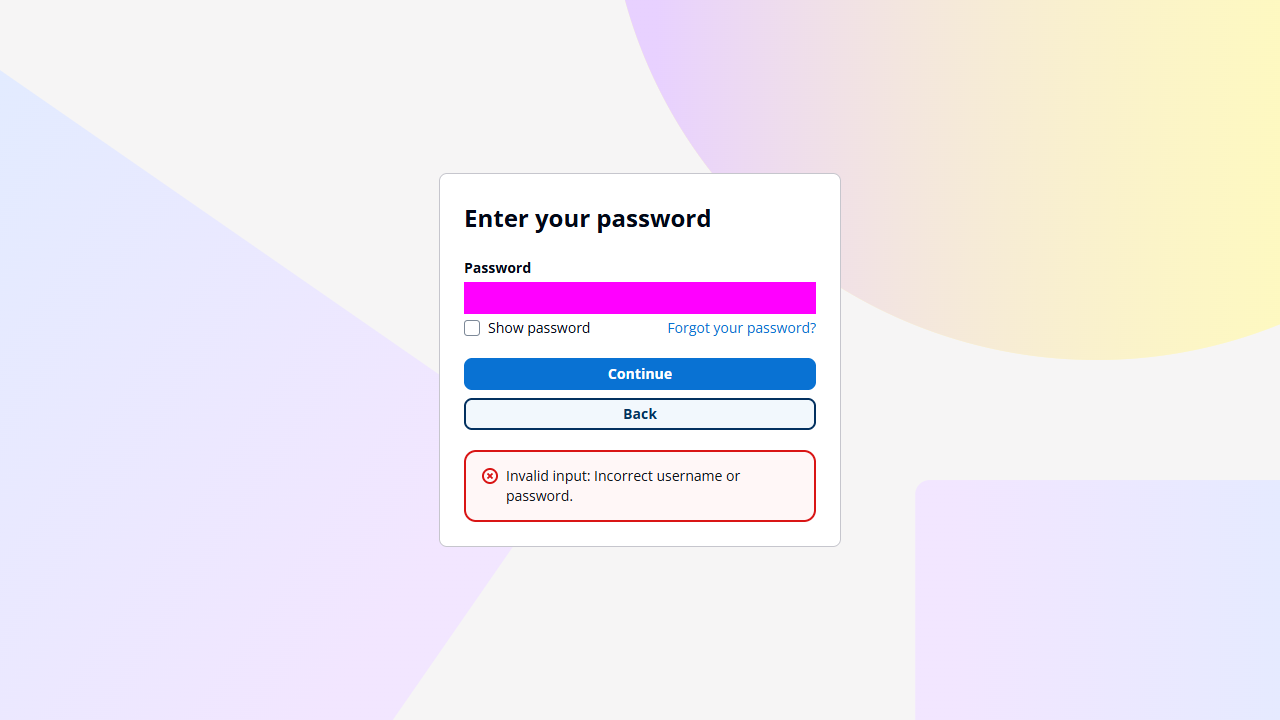 Enter your password
Password
Show password
Forgot your password?
Continue
Back
Invalid input: Incorrect username or
password.